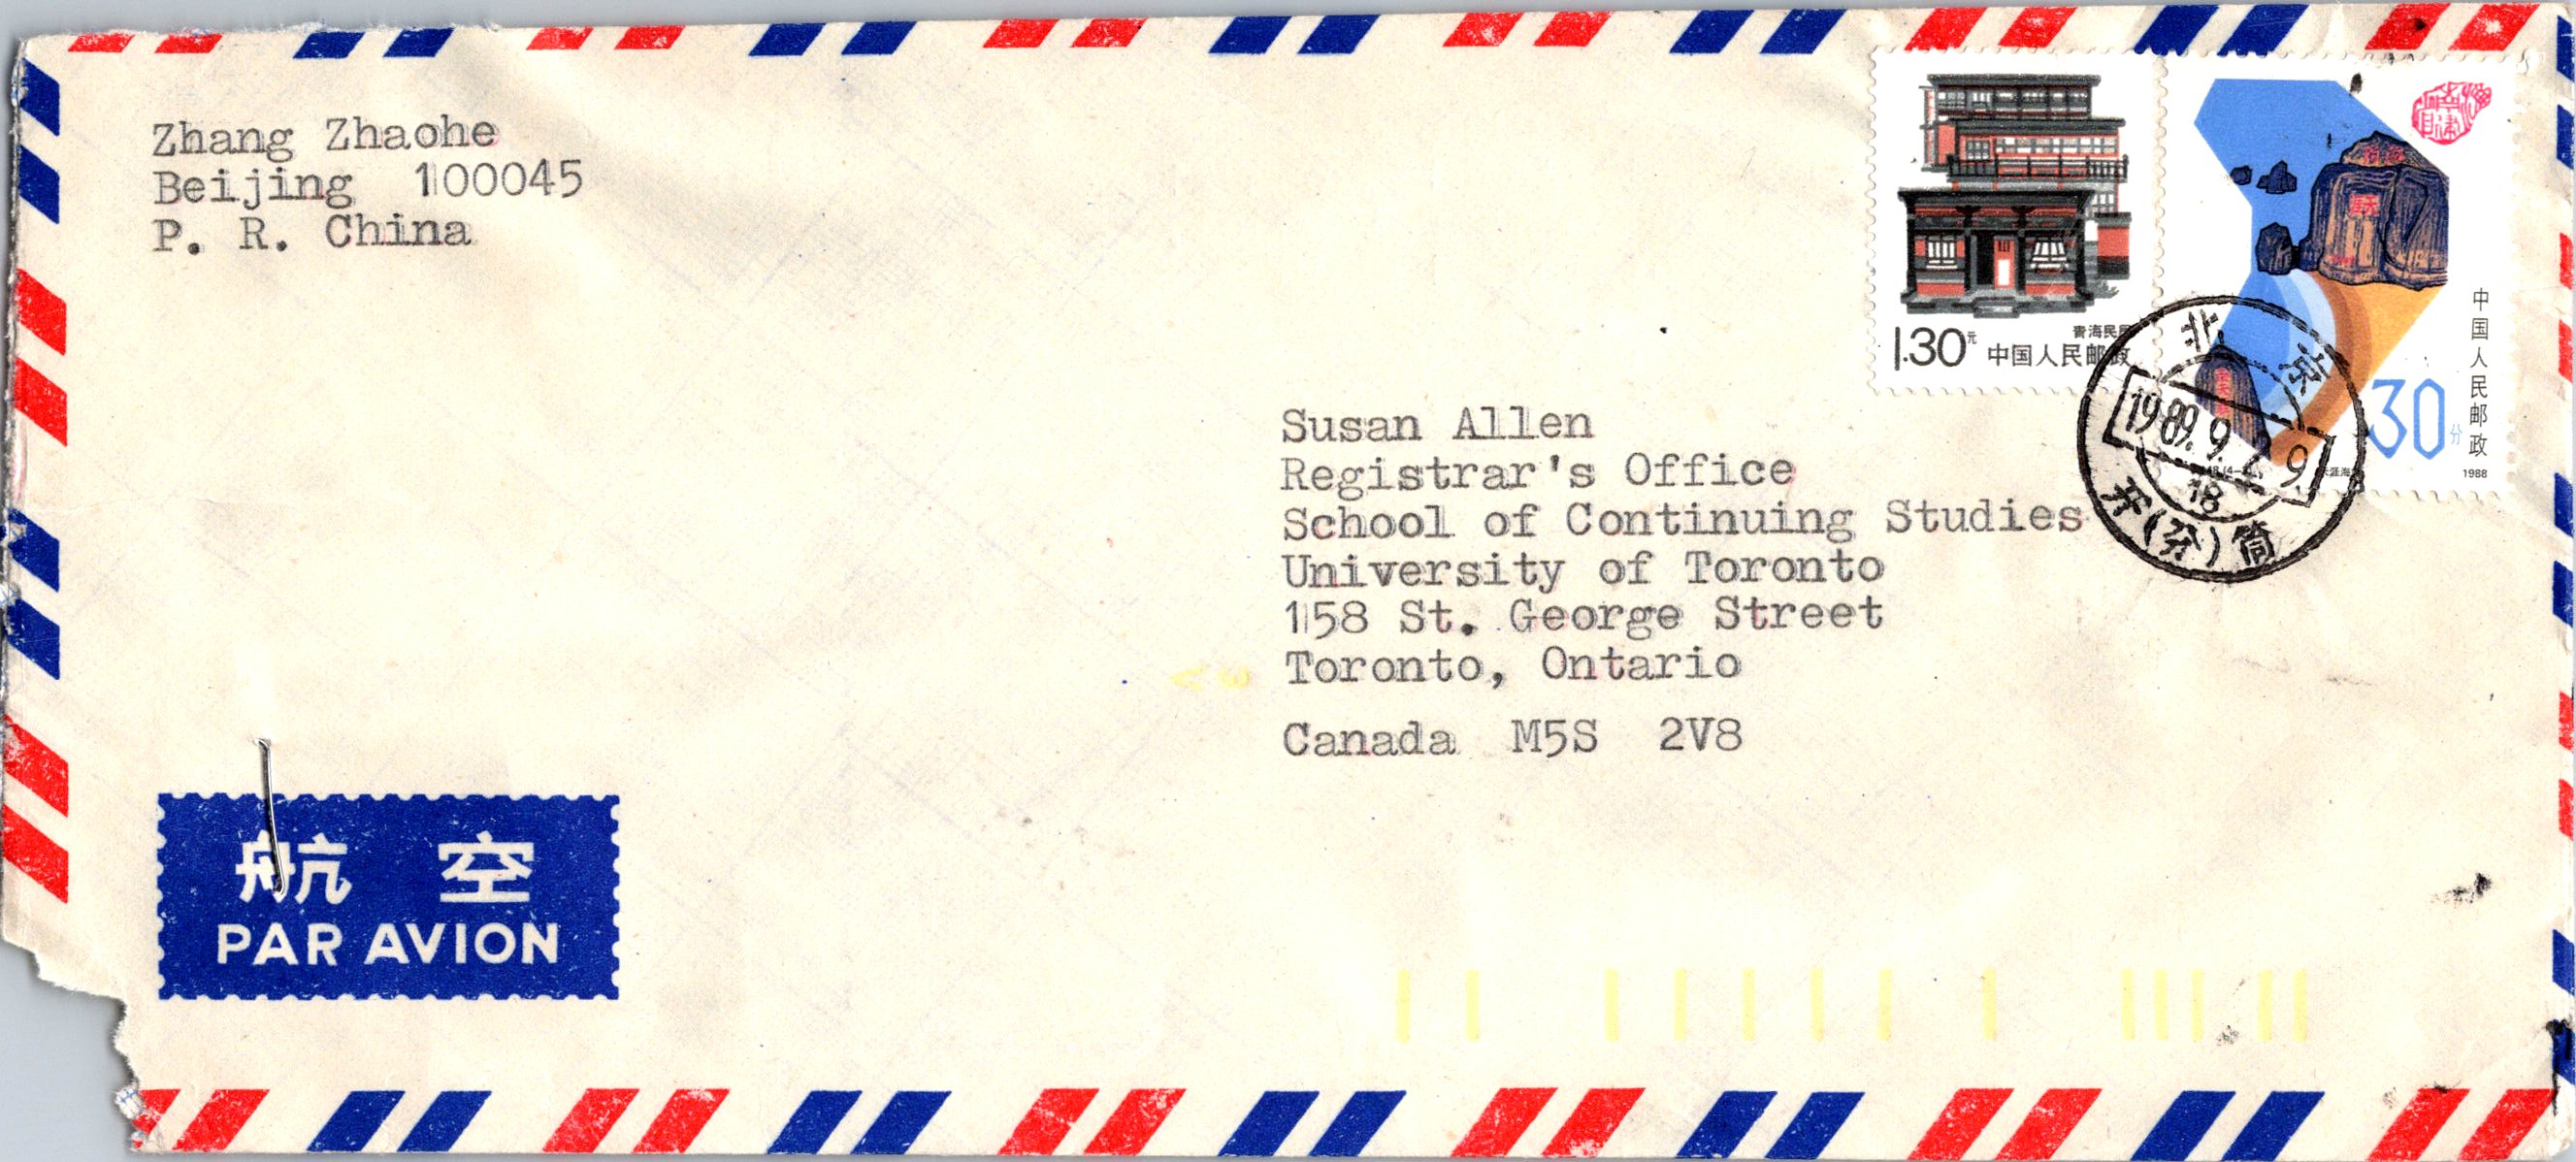 Zhang Zhaohe
Beijing 100045
P. R. China
青海民居
1.30元 中国人民邮政
中国人民邮政
30分
1988
北京
1989.9.
18
Susan Allen
Registrar's Office
School of Continuing Studies
University of Toronto
158 St. George Street
Toronto, Ontario
Canada M5S 2V8
航空
PAR AVION